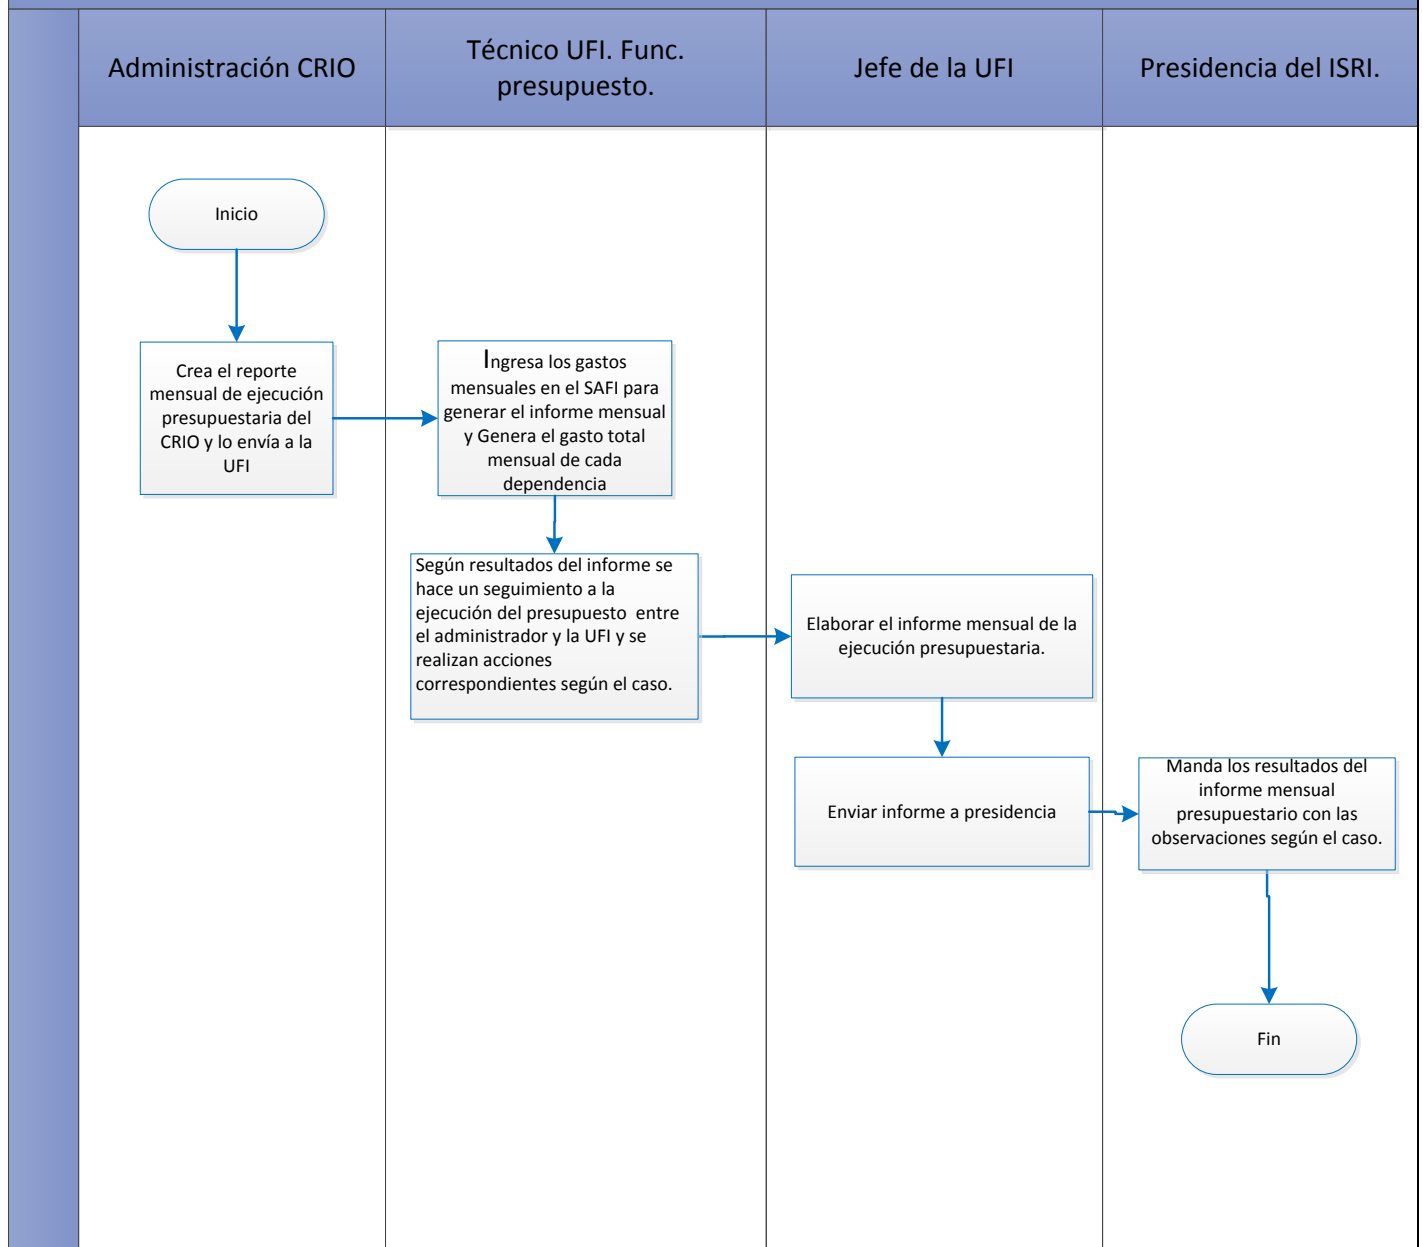 Administración CRIO
Técnico UFI. Func.
presupuesto.
Jefe de la UFI
Presidencia del ISRI.
Inicio
Crea el reporte
mensual de ejecución
presupuestaria del
CRIO y lo envía a la
UFI
Ingresa los gastos
mensuales en el SAFI para
generar el informe mensual
y Genera el gasto total
mensual de cada
dependencia
Según resultados del informe se
hace un seguimiento a la
ejecución del presupuesto  entre
el administrador y la UFI y se
realizan acciones
correspondientes según el caso.
Elaborar el informe mensual de la
ejecución presupuestaria.
Enviar informe a presidencia
Manda los resultados del
informe mensual
presupuestario con las
observaciones según el caso.
Fin